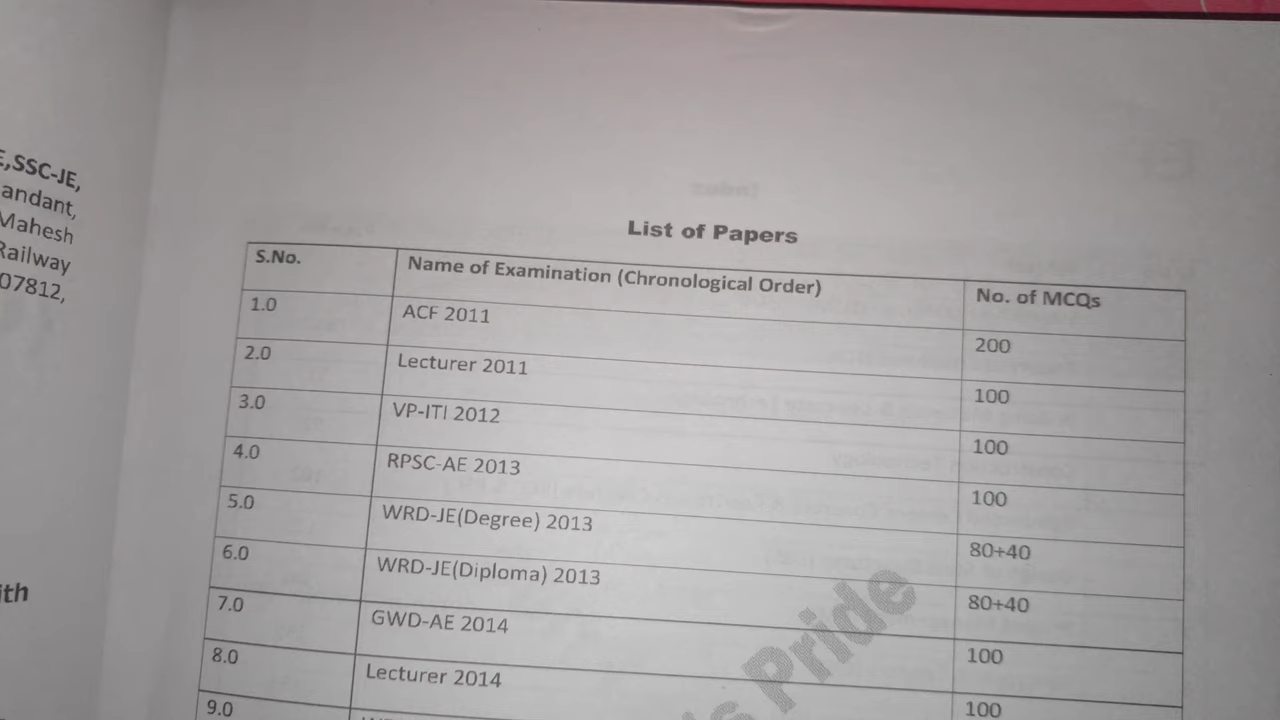 E,SSC-JE,
andant,
Mahesh
Railway
07812,
ith
List of Papers
S.No. Name of Examination (Chronological Order) No. of MCQs
1.0 ACF 2011 200
2.0 Lecturer 2011 100
3.0 VP-ITI 2012 100
4.0 RPSC-AE 2013 100
5.0 WRD-JE(Degree) 2013 80+40
6.0 WRD-JE(Diploma) 2013 80+40
7.0 GWD-AE 2014 100
8.0 Lecturer 2014 100
9.0
's Pride